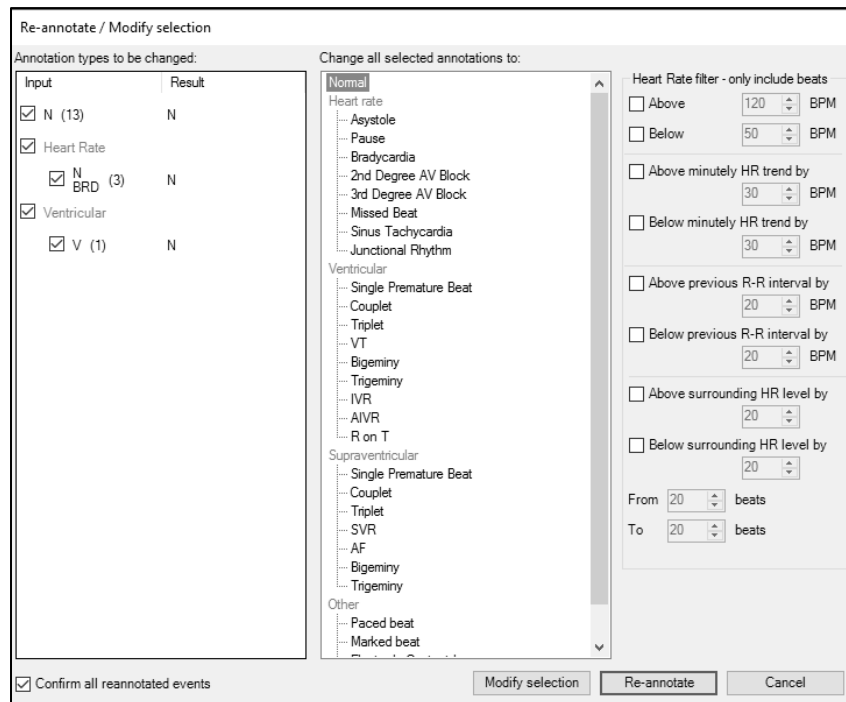 Re-annotate / Modify selection
Annotation types to be changed:
Input Result
N (13) N
Heart Rate
N
BRD (3) N
Ventricular
V (1) N
Change all selected annotations to:
Normal
Heart rate
Asystole
Pause
Bradycardia
2nd Degree AV Block
3rd Degree AV Block
Missed Beat
Sinus Tachycardia
Junctional Rhythm
Ventricular
Single Premature Beat
Couplet
Triplet
VT
Bigeminy
Trigeminy
IVR
AIVR
R on T
Supraventricular
Single Premature Beat
Couplet
Triplet
SVR
AF
Bigeminy
Trigeminy
Other
Paced beat
Marked beat
Heart Rate filter - only include beats
Above 120 BPM
Below 50 BPM
Above minutely HR trend by
30 BPM
Below minutely HR trend by
30 BPM
Above previous R-R interval by
20 BPM
Below previous R-R interval by
20 BPM
Above surrounding HR level by
20
Below surrounding HR level by
20
From 20 beats
To 20 beats
Confirm all reannotated events
Modify selection Re-annotate Cancel